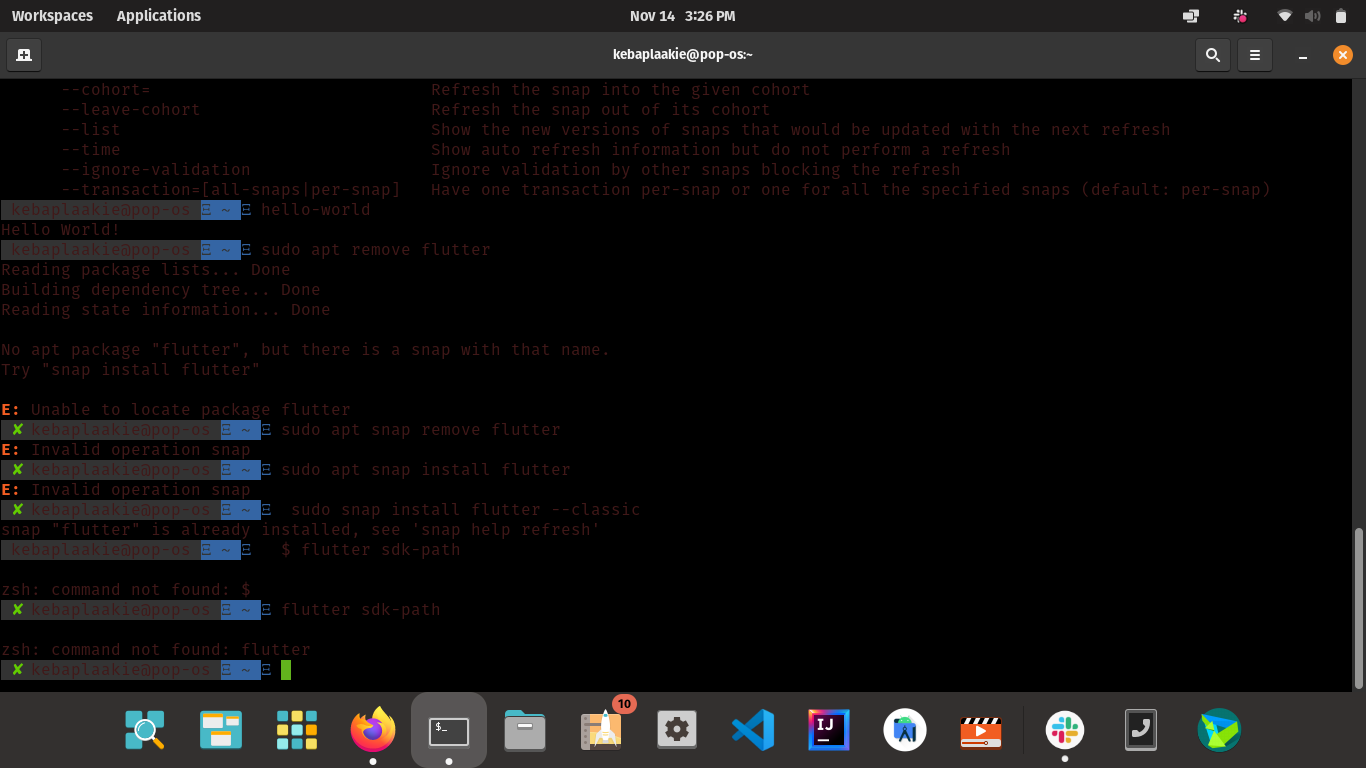 Workspaces Applications Nov 14 3:26 PM
kebaplaakie@pop-os:~
--cohort= Refresh the snap into the given cohort
--leave-cohort Refresh the snap out of its cohort
--list Show the new versions of snaps that would be updated with the next refresh
--time Show auto refresh information but do not perform a refresh
--ignore-validation Ignore validation by other snaps blocking the refresh
--transaction=[all-snaps|per-snap] Have one transaction per-snap or one for all the specified snaps (default: per-snap)
kebaplaakie@pop-os Ξ ~ Ξ hello-world
Hello World!
kebaplaakie@pop-os Ξ ~ Ξ sudo apt remove flutter
Reading package lists... Done
Building dependency tree... Done
Reading state information... Done
No apt package "flutter", but there is a snap with that name.
Try "snap install flutter"
E: Unable to locate package flutter
✘ kebaplaakie@pop-os Ξ ~ Ξ sudo apt snap remove flutter
E: Invalid operation snap
✘ kebaplaakie@pop-os Ξ ~ Ξ sudo apt snap install flutter
E: Invalid operation snap
✘ kebaplaakie@pop-os Ξ ~ Ξ sudo snap install flutter --classic
snap "flutter" is already installed, see 'snap help refresh'
kebaplaakie@pop-os Ξ ~ Ξ $ flutter sdk-path
zsh: command not found: $
✘ kebaplaakie@pop-os Ξ ~ Ξ flutter sdk-path
zsh: command not found: flutter
✘ kebaplaakie@pop-os Ξ ~ Ξ
10
$_
IJ